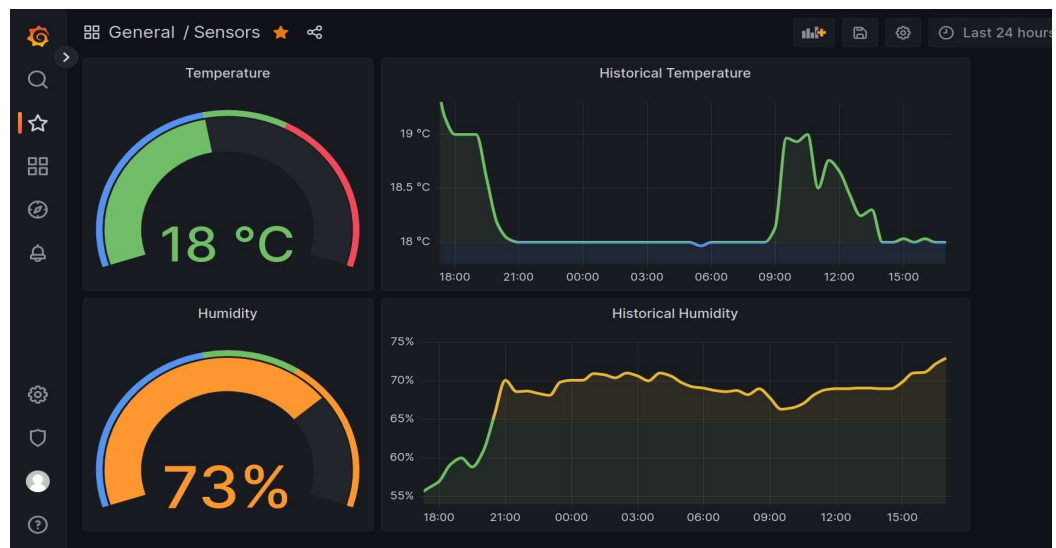 General / Sensors
Last 24 hours
Temperature
18 °C
Historical Temperature
19 °C
18.5 °C
18 °C
18:00 21:00 00:00 03:00 06:00 09:00 12:00 15:00
Humidity
73%
Historical Humidity
75%
70%
65%
60%
55%
18:00 21:00 00:00 03:00 06:00 09:00 12:00 15:00